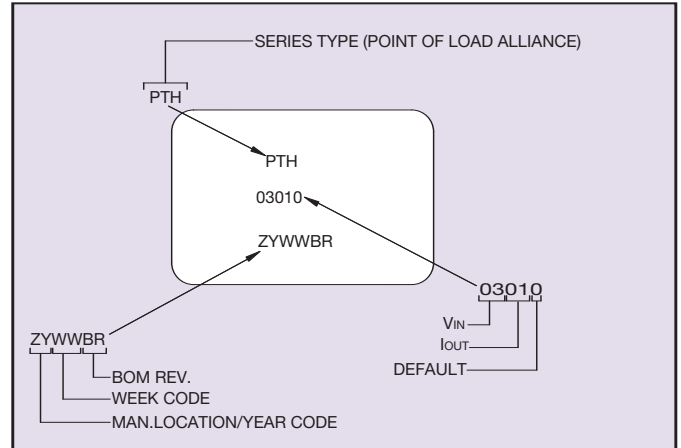 SERIES TYPE (POINT OF LOAD ALLIANCE)
PTH
PTH
03010
ZYWWBR
03010
VIN
IOUT
DEFAULT
ZYWWBR
BOM REV.
WEEK CODE
MAN.LOCATION/YEAR CODE